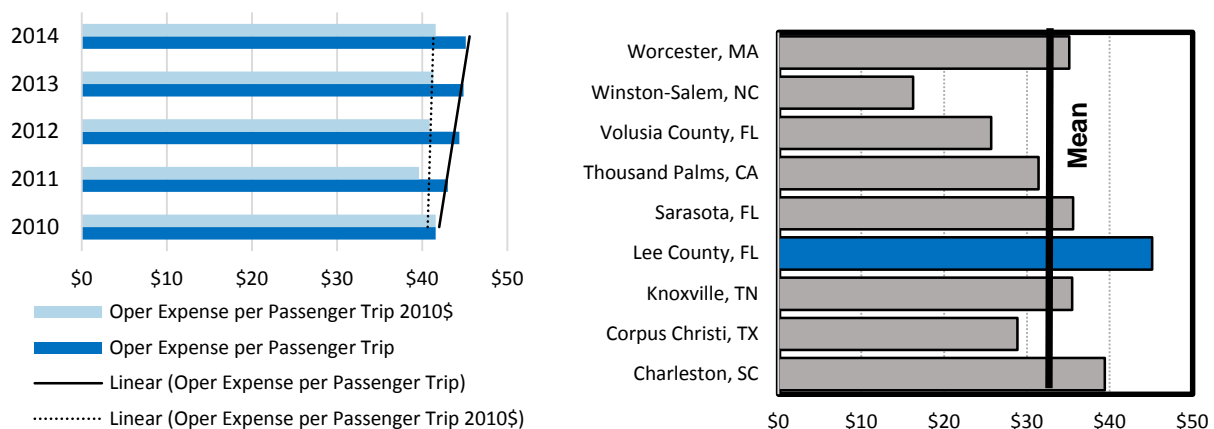 2014
2013
2012
2011
2010
$0 $10 $20 $30 $40 $50
Oper Expense per Passenger Trip 2010$
Oper Expense per Passenger Trip
Linear (Oper Expense per Passenger Trip)
Linear (Oper Expense per Passenger Trip 2010$)
Worcester, MA
Winston-Salem, NC
Volusia County, FL
Thousand Palms, CA
Sarasota, FL
Lee County, FL
Knoxville, TN
Corpus Christi, TX
Charleston, SC
Mean
$0 $10 $20 $30 $40 $50